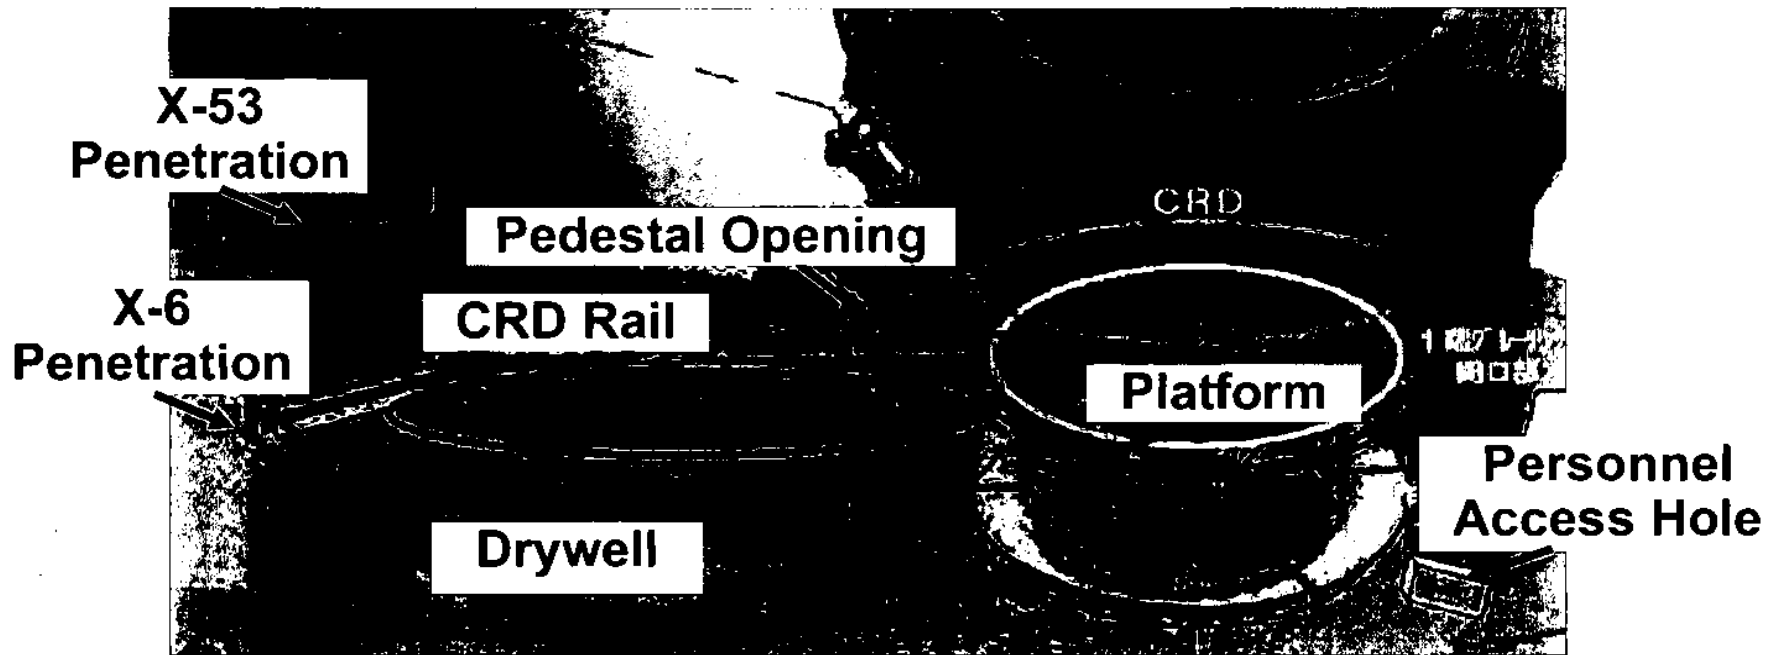 X-53
Penetration
CRD
Pedestal Opening
X-6
Penetration
CRD Rail
Platform
Personnel
Access Hole
Drywell